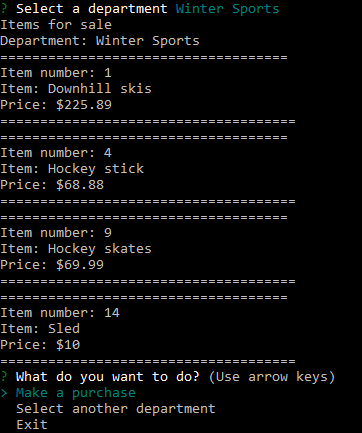 ? Select a department Winter Sports
Items for sale
Department: Winter Sports
====================================
Item number: 1
Item: Downhill skis
Price: $225.89
=====================================
====================================
Item number: 4
Item: Hockey stick
Price: $68.88
=====================================
====================================
Item number: 9
Item: Hockey skates
Price: $69.99
=====================================
====================================
Item number: 14
Item: Sled
Price: $10
=====================================
? What do you want to do? (Use arrow keys)
> Make a purchase
  Select another department
  Exit